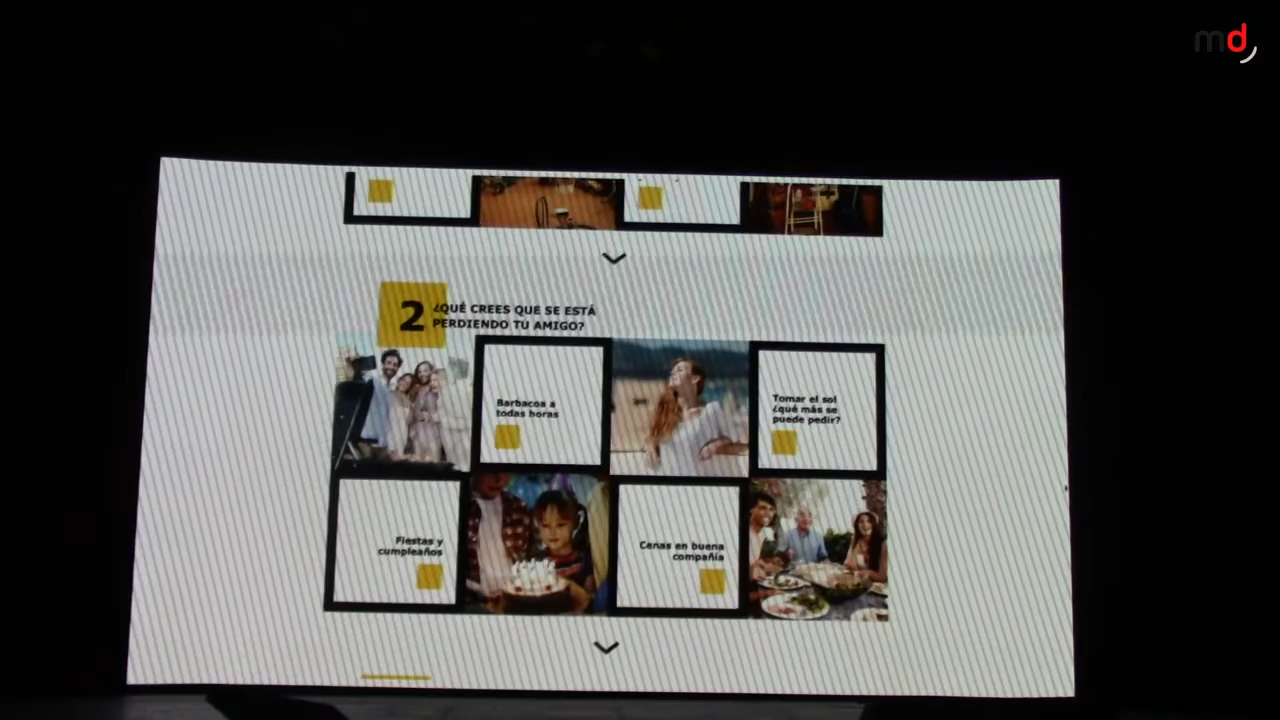 md
2
¿QUÉ CREES QUE SE ESTÁ
PERDIENDO TU AMIGO?
Barbacoa a
todas horas
Tomar el sol
¿qué más se
puede pedir?
Fiestas y
cumpleaños
Cenas en buena
compañía